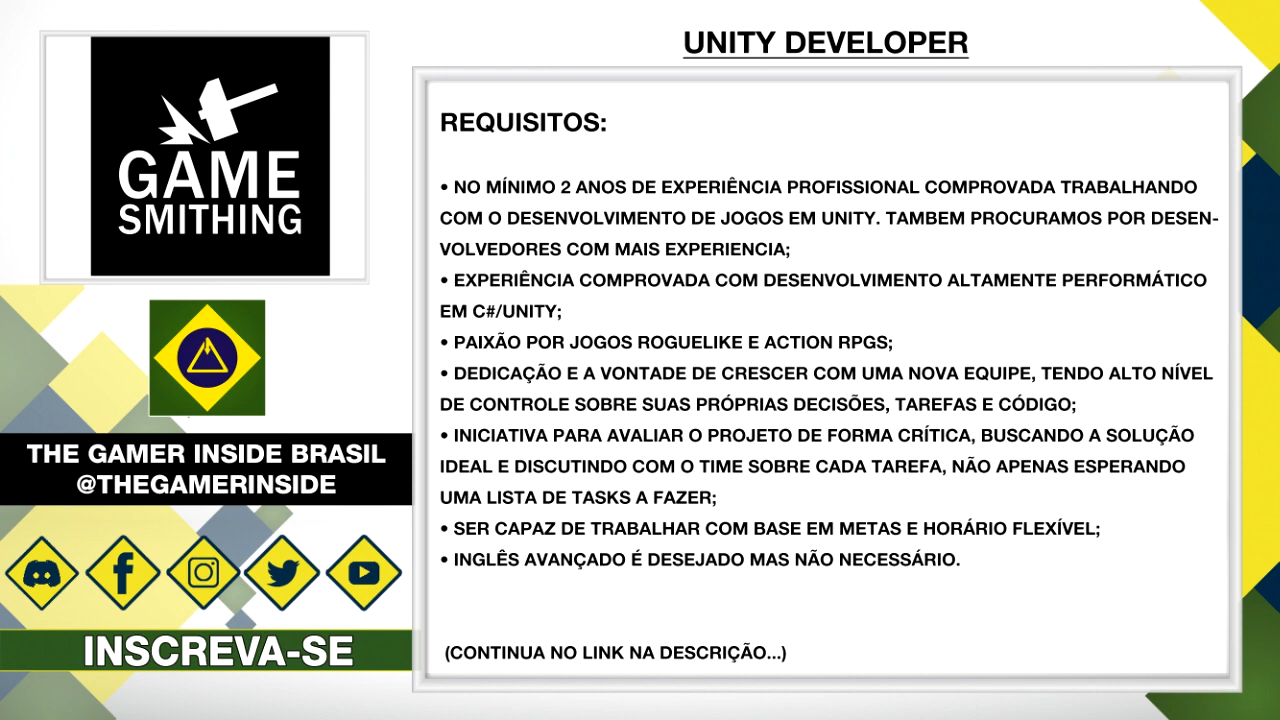 GAME
SMITHING
THE GAMER INSIDE BRASIL
@THEGAMERINSIDE
INSCREVA-SE
UNITY DEVELOPER
REQUISITOS:
• NO MÍNIMO 2 ANOS DE EXPERIÊNCIA PROFISSIONAL COMPROVADA TRABALHANDO
COM O DESENVOLVIMENTO DE JOGOS EM UNITY. TAMBEM PROCURAMOS POR DESEN-
VOLVEDORES COM MAIS EXPERIENCIA;
• EXPERIÊNCIA COMPROVADA COM DESENVOLVIMENTO ALTAMENTE PERFORMÁTICO
EM C#/UNITY;
• PAIXÃO POR JOGOS ROGUELIKE E ACTION RPGS;
• DEDICAÇÃO E A VONTADE DE CRESCER COM UMA NOVA EQUIPE, TENDO ALTO NÍVEL
DE CONTROLE SOBRE SUAS PRÓPRIAS DECISÕES, TAREFAS E CÓDIGO;
• INICIATIVA PARA AVALIAR O PROJETO DE FORMA CRÍTICA, BUSCANDO A SOLUÇÃO
IDEAL E DISCUTINDO COM O TIME SOBRE CADA TAREFA, NÃO APENAS ESPERANDO
UMA LISTA DE TASKS A FAZER;
• SER CAPAZ DE TRABALHAR COM BASE EM METAS E HORÁRIO FLEXÍVEL;
• INGLÊS AVANÇADO É DESEJADO MAS NÃO NECESSÁRIO.
(CONTINUA NO LINK NA DESCRIÇÃO...)